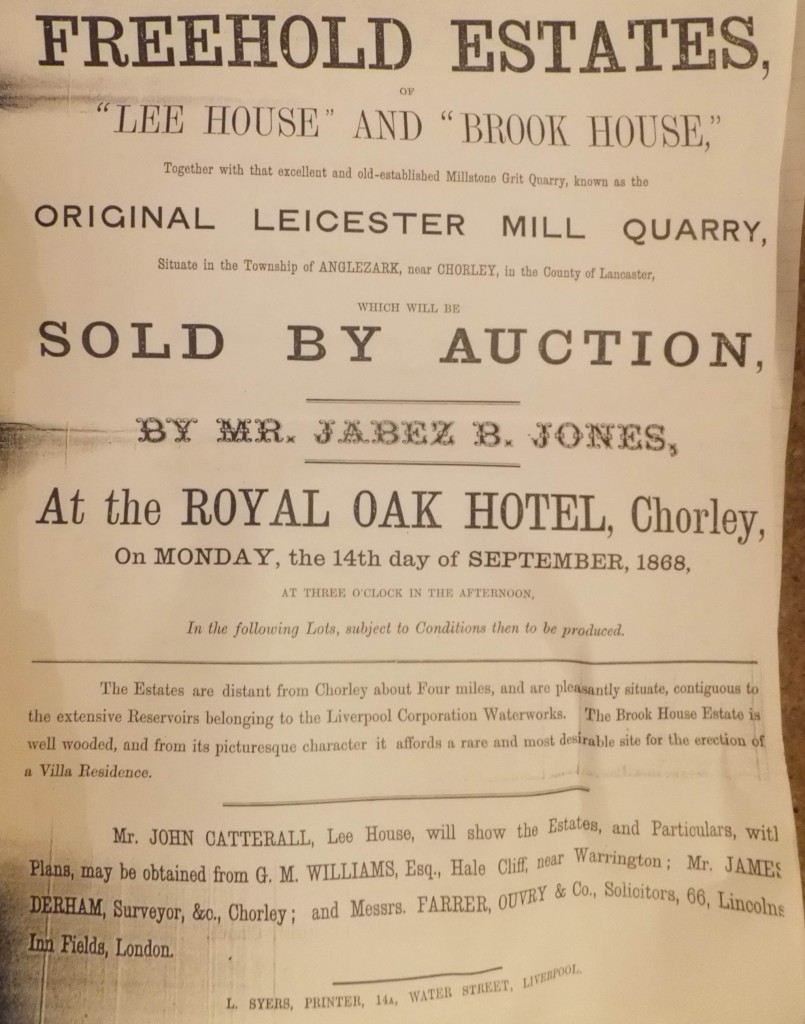 FREEHOLD ESTATES,
OF
"LEE HOUSE" AND "BROOK HOUSE,"
Together with that excellent and old-established Millstone Grit Quarry, known as the
ORIGINAL LEICESTER MILL QUARRY,
Situate in the Township of ANGLEZARK, near CHORLEY, in the County of Lancaster,
WHICH WILL BE
SOLD BY AUCTION,
BY MR. JABEZ B. JONES,
At the ROYAL OAK HOTEL, Chorley,
On MONDAY, the 14th day of SEPTEMBER, 1868,
AT THREE O'CLOCK IN THE AFTERNOON,
In the following Lots, subject to Conditions then to be produced.
The Estates are distant from Chorley about Four miles, and are pleasantly situate, contiguous to
the extensive Reservoirs belonging to the Liverpool Corporation Waterworks. The Brook House Estate is
well wooded, and from its picturesque character it affords a rare and most desirable site for the erection of
a Villa Residence.
Mr. JOHN CATTERALL, Lee House, will show the Estates, and Particulars, with
Plans, may be obtained from G. M. WILLIAMS, Esq., Hale Cliff, near Warrington; Mr. JAMES
DERHAM, Surveyor, &c., Chorley; and Messrs. FARRER, OUVRY & Co., Solicitors, 66, Lincolns
Inn Fields, London.
L. SYERS, PRINTER, 14A, WATER STREET, LIVERPOOL.